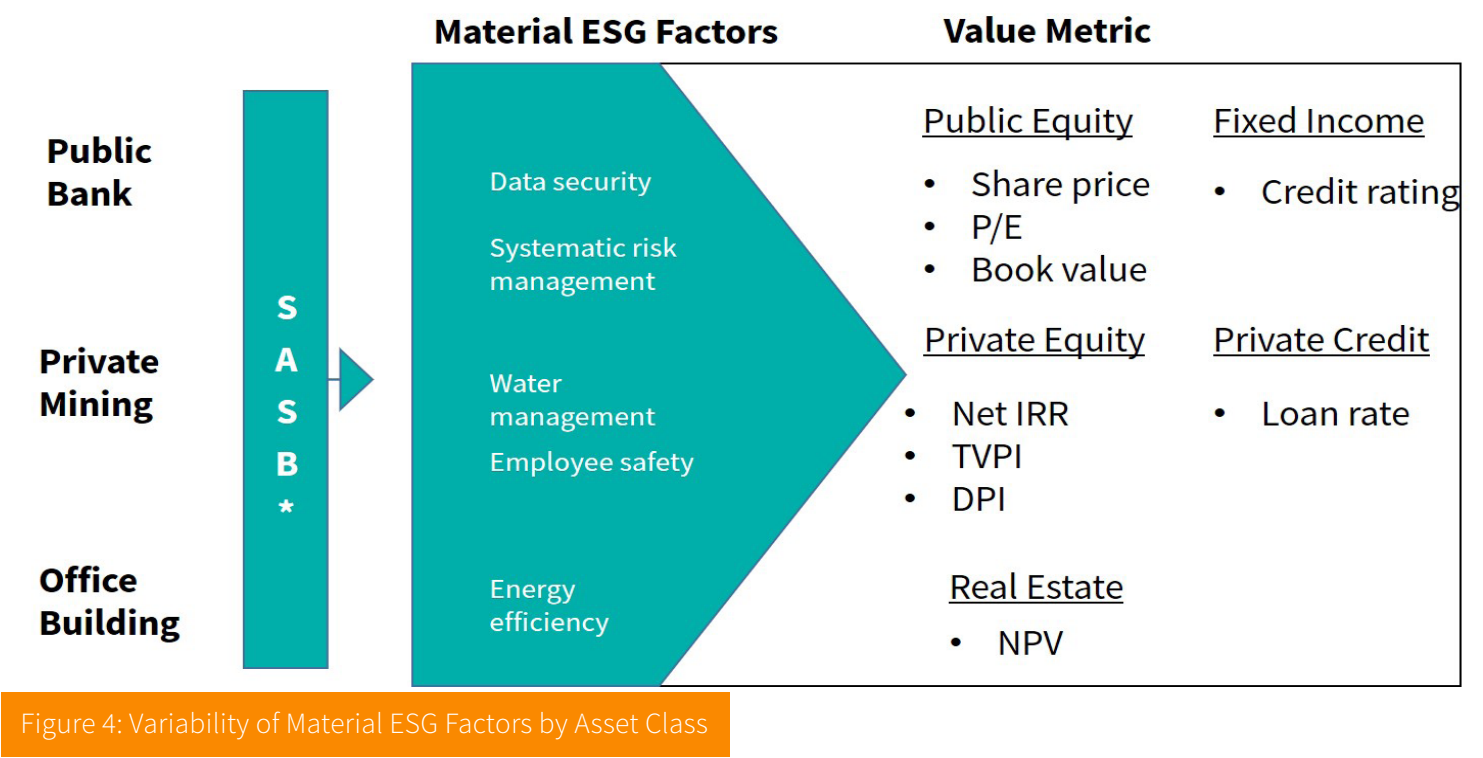 Material ESG Factors
Value Metric
Public
Bank
Private
Mining
Office
Building
S
A
S
B
*
Data security
Systematic risk
management
Water
management
Employee safety
Energy
efficiency
Public Equity
• Share price
• P/E
• Book value
Fixed Income
• Credit rating
Private Equity
• Net IRR
• TVPI
• DPI
Private Credit
• Loan rate
Real Estate
• NPV
Figure 4: Variability of Material ESG Factors by Asset Class